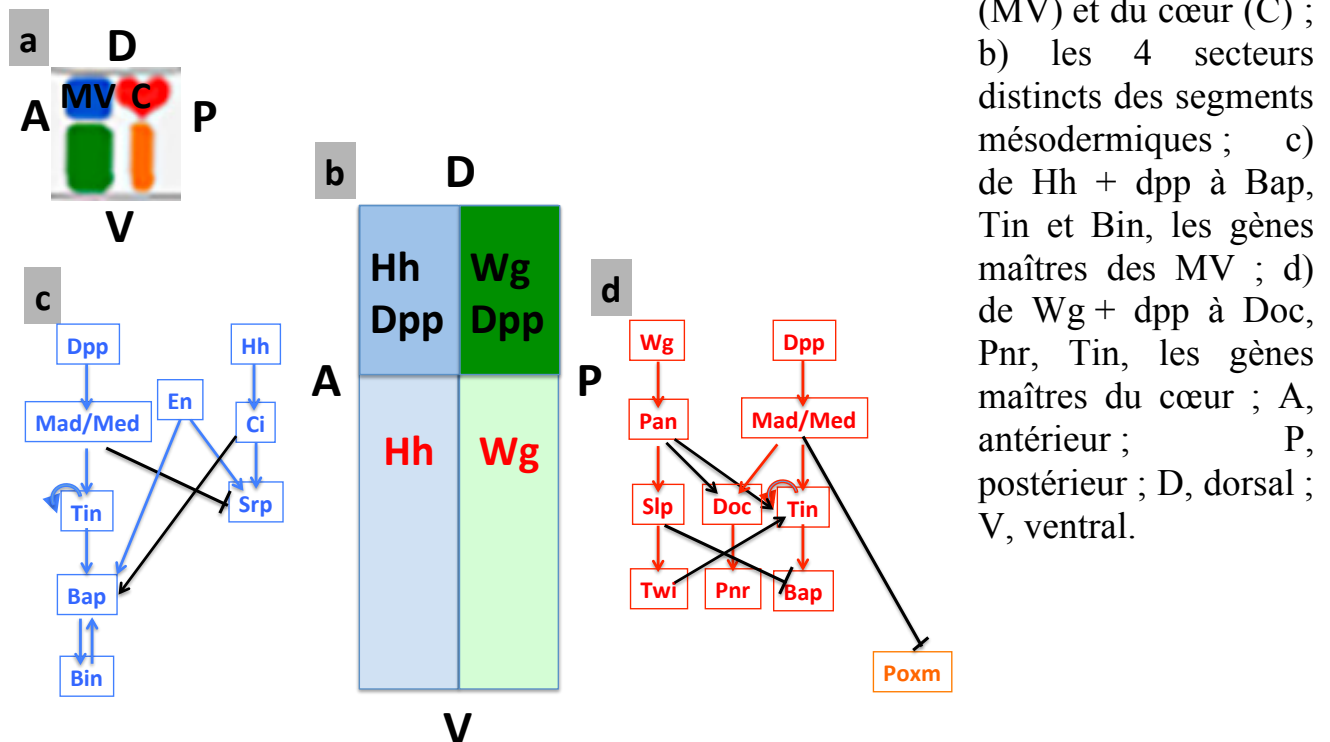 a
D
MV C
A
P
V
b
D
Hh Wg
Dpp Dpp
A
P
Hh Wg
V
c
Dpp
Hh
En
Mad/Med
Ci
Tin
Srp
Bap
Bin
d
Wg
Dpp
Pan
Mad/Med
Slp
Doc
Tin
Twi
Pnr
Bap
Poxm
(MV) et du cœur (C) ;
b) les 4 secteurs
distincts des segments
mésodermiques ; c)
de Hh + dpp à Bap,
Tin et Bin, les gènes
maîtres des MV ; d)
de Wg + dpp à Doc,
Pnr, Tin, les gènes
maîtres du cœur ; A,
antérieur ; P,
postérieur ; D, dorsal ;
V, ventral.